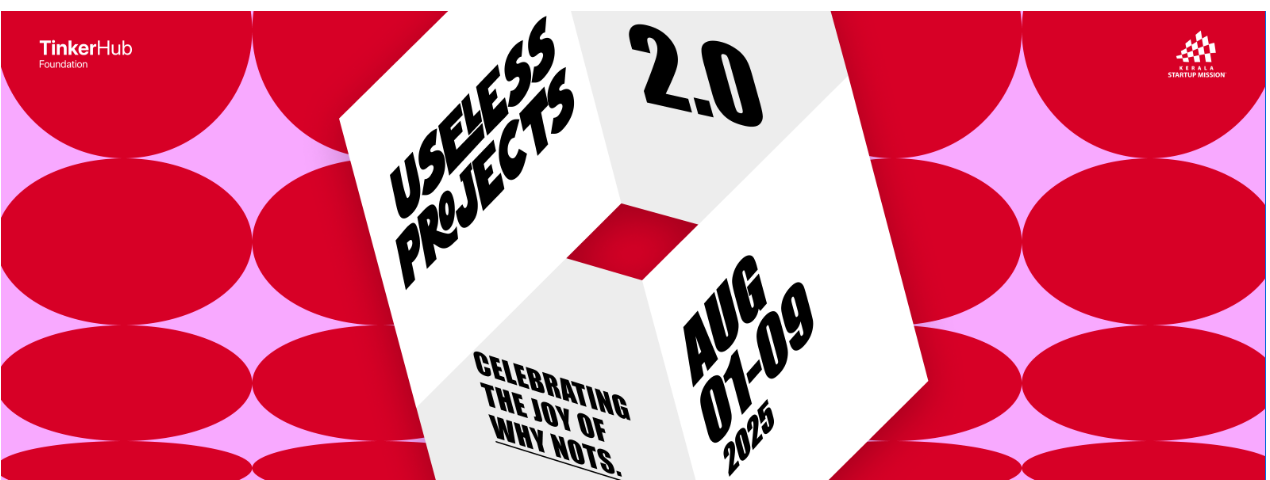 TinkerHub
Foundation
KERALA
STARTUP MISSION
USELESS
PROJECTS
2.0
CELEBRATING
THE JOY OF
WHY NOTS.
AUG
01-09
2025